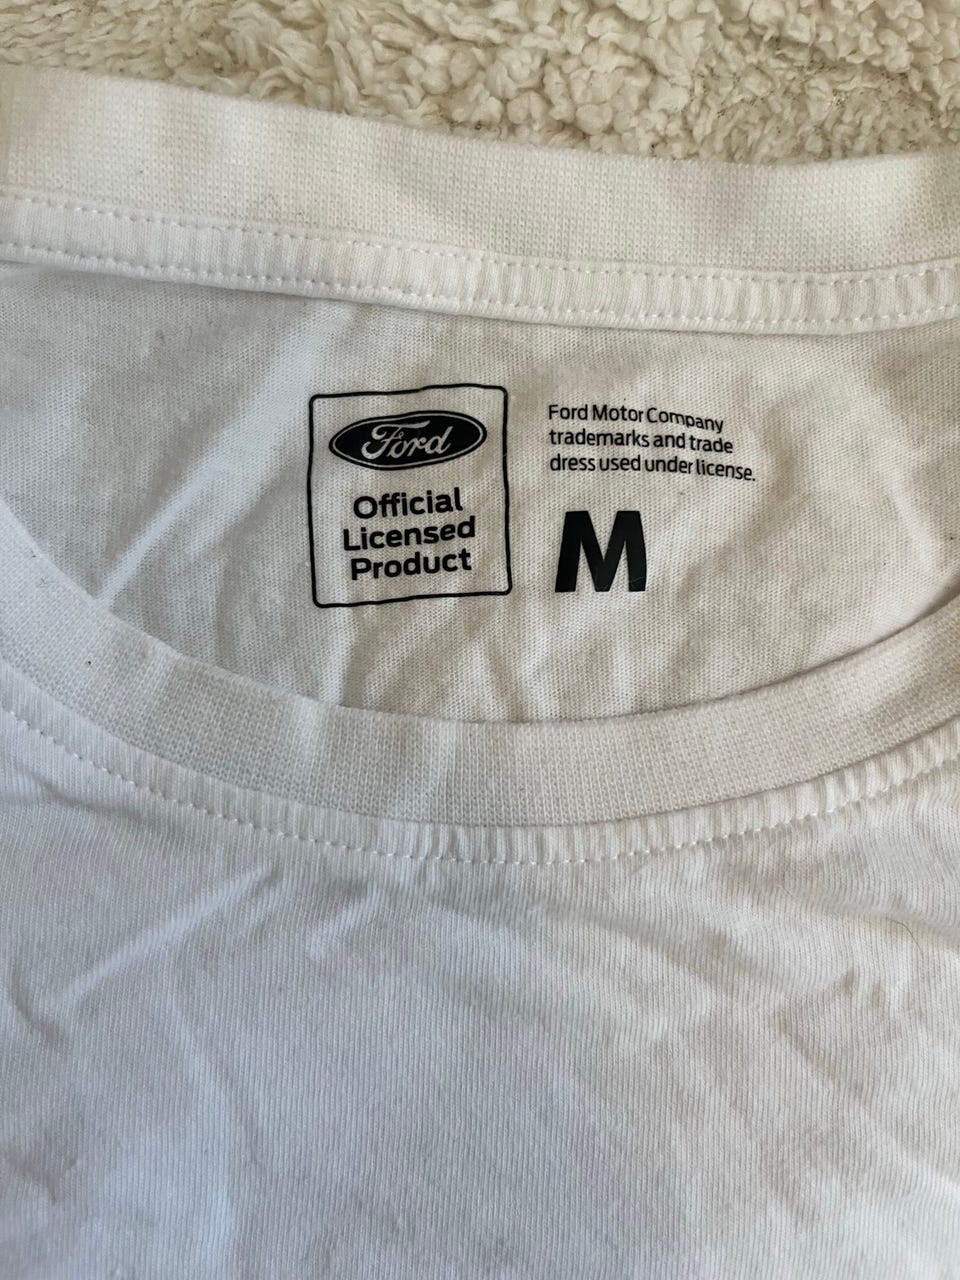 Ford
Official
Licensed
Product
Ford Motor Company
trademarks and trade
dress used under license.
M